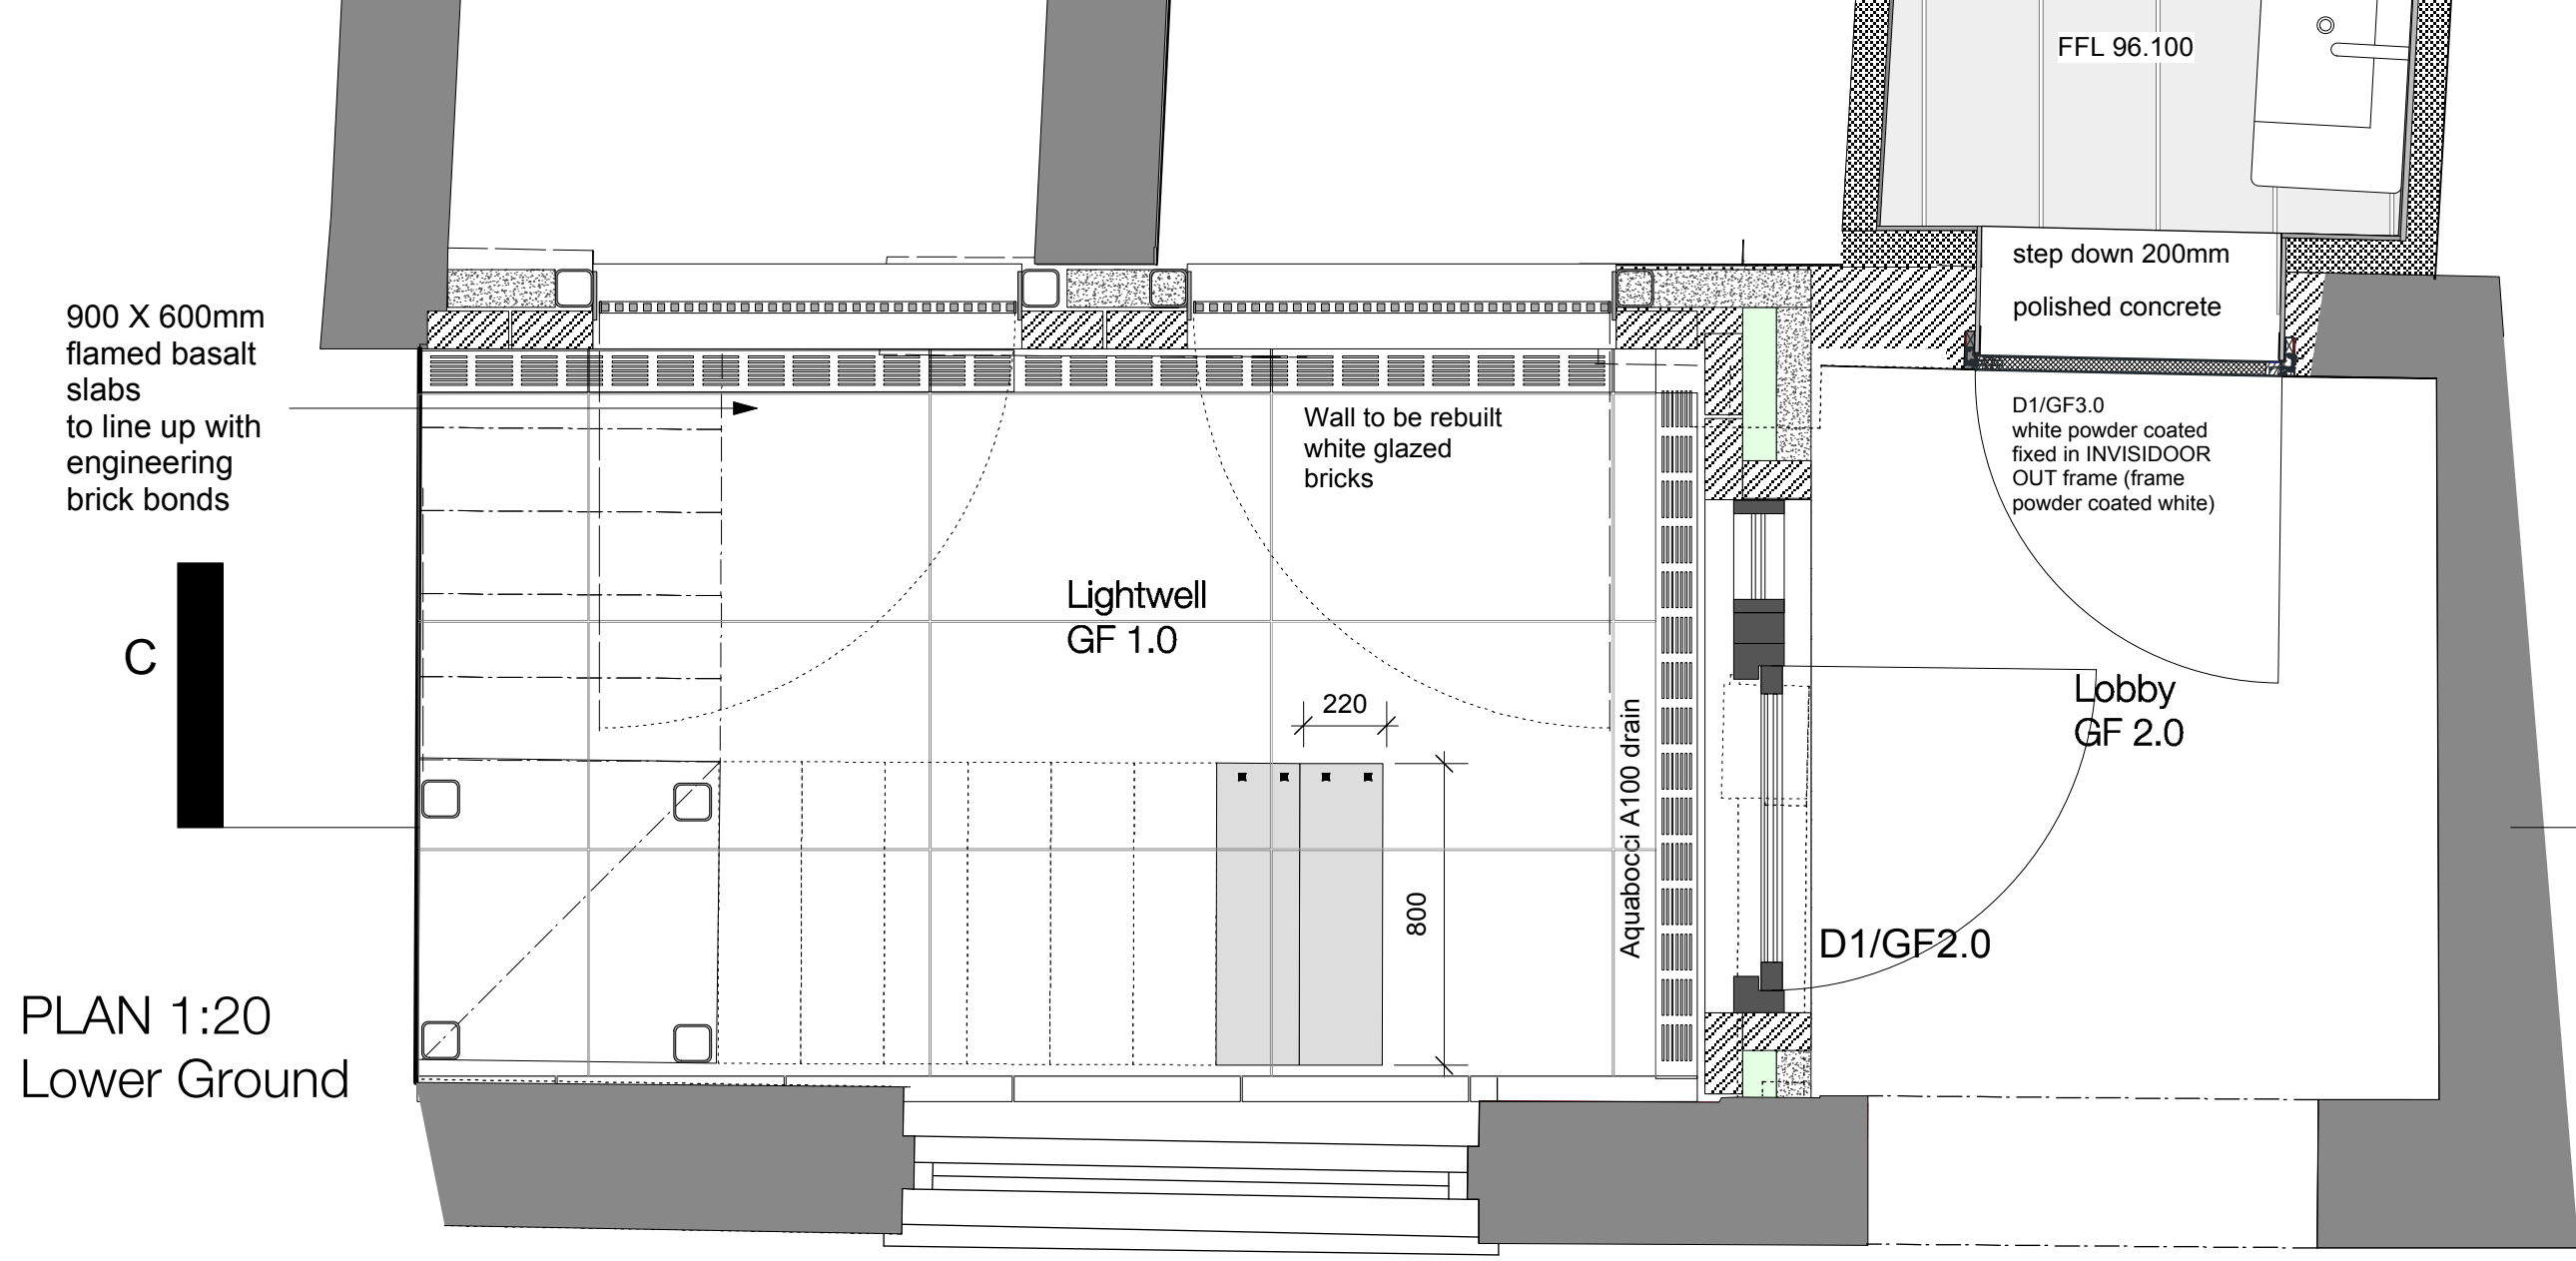 FFL 96.100
step down 200mm
polished concrete
900 X 600mm
flamed basalt
slabs
to line up with
engineering
brick bonds
Wall to be rebuilt
white glazed
bricks
D1/GF3.0
white powder coated
fixed in INVISIDOOR
OUT frame (frame
powder coated white)
Lightwell
GF 1.0
C
220
Lobby
GF 2.0
800
Aquabocci A100 drain
D1/GF2.0
PLAN 1:20
Lower Ground